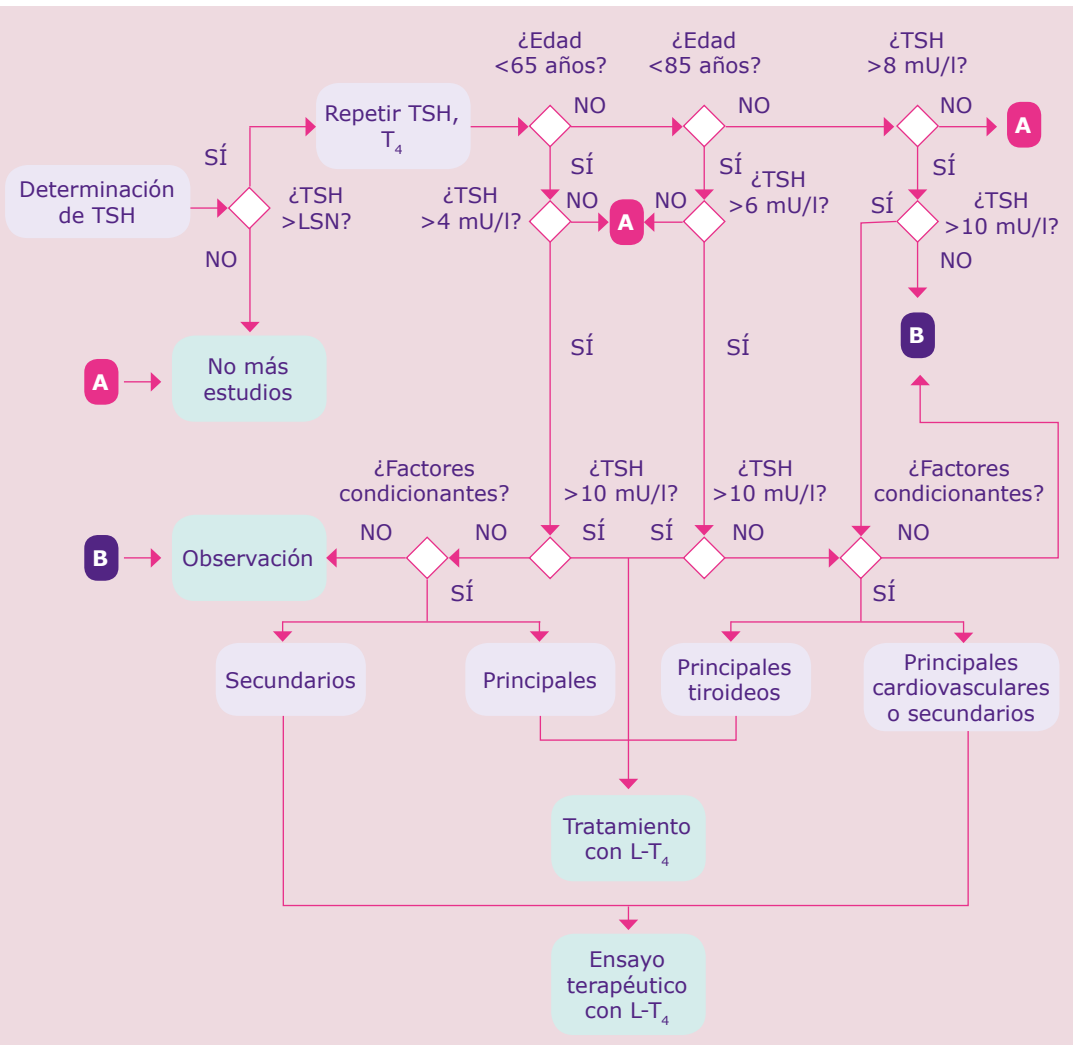 ¿Edad
<65 años?
¿Edad
<85 años?
¿TSH
>8 mU/l?
Repetir TSH,
T₄
NO
NO
NO
A
SÍ
Determinación
de TSH
¿TSH
>LSN?
NO
SÍ
¿TSH
>4 mU/l?
NO
A
NO
SÍ
¿TSH
>6 mU/l?
SÍ
SÍ
¿TSH
>10 mU/l?
NO
B
A
No más
estudios
SÍ
SÍ
¿Factores
condicionantes?
¿TSH
>10 mU/l?
¿TSH
>10 mU/l?
¿Factores
condicionantes?
B
Observación
NO
NO
SÍ
SÍ
NO
NO
SÍ
SÍ
Secundarios
Principales
Principales
tiroideos
Principales
cardiovasculares
o secundarios
Tratamiento
con L-T₄
Ensayo
terapéutico
con L-T₄